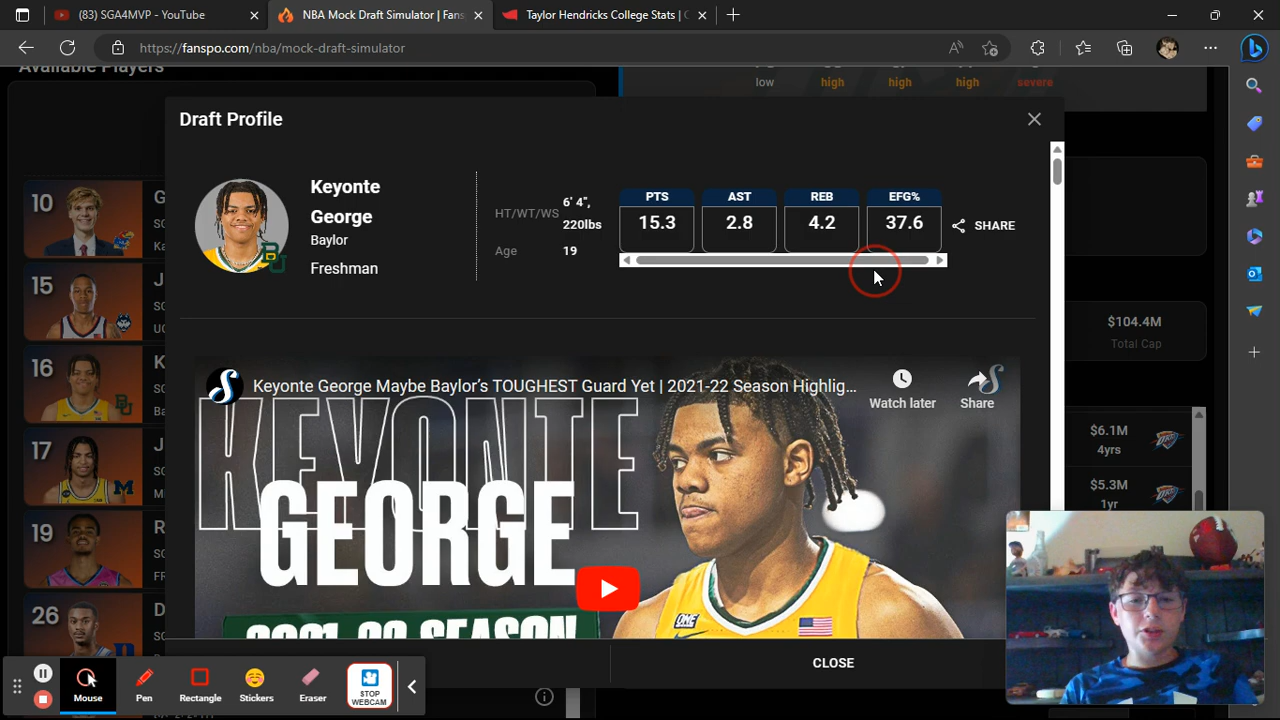 (83) SGA4MVP - YouTube
NBA Mock Draft Simulator | Fans
Taylor Hendricks College Stats | C
https://fanspo.com/nba/mock-draft-simulator
Available Players
low
high
high
high
severe
Draft Profile
Keyonte
George
Baylor
Freshman
HT/WT/WS
6' 4",
220lbs
Age
19
PTS
15.3
AST
2.8
REB
4.2
EFG%
37.6
SHARE
10
G
15
J
16
K
17
J
19
R
26
D
$104.4M
Total Cap
$6.1M
4yrs
$5.3M
1yr
Keyonte George Maybe Baylor's TOUGHEST Guard Yet | 2021-22 Season Highlig...
Watch later
Share
KEYONTE
GEORGE
2021-22 SEASON
CLOSE
Mouse
Pen
Rectangle
Stickers
Eraser
STOP
WEBCAM